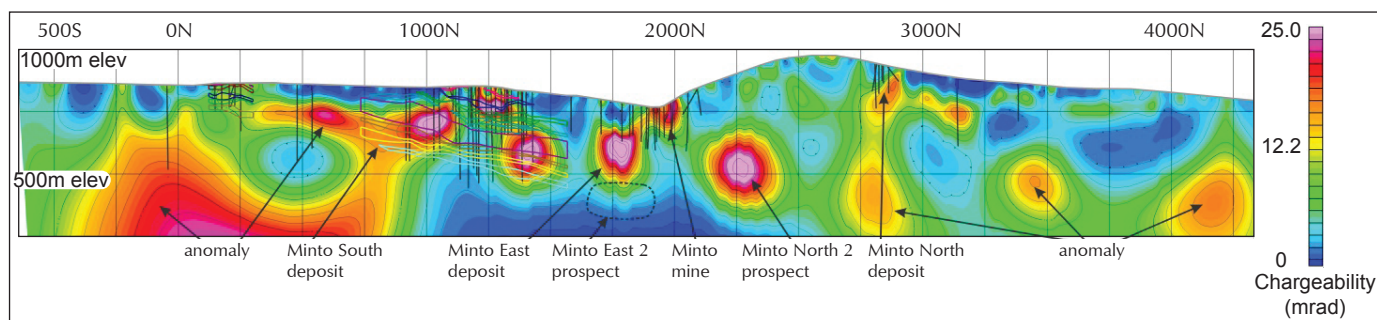 500S 0N 1000N 2000N 3000N 4000N
1000m elev
500m elev
25.0
12.2
0
Chargeability
(mrad)
anomaly
Minto South
deposit
Minto East
deposit
Minto East 2
prospect
Minto
mine
Minto North 2
prospect
Minto North
deposit
anomaly